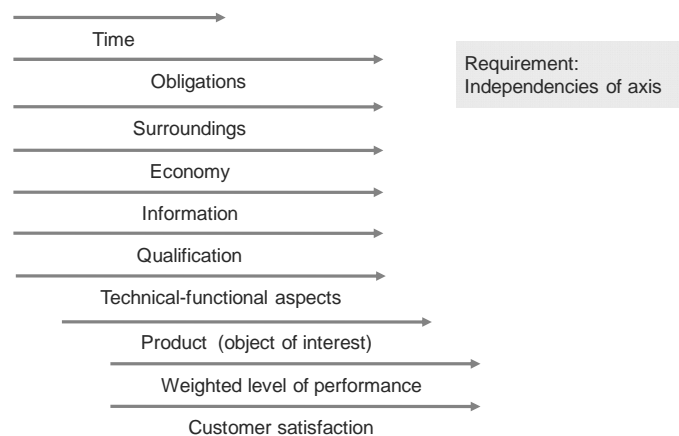 Time
Requirement:
Independencies of axis
Obligations
Surroundings
Economy
Information
Qualification
Technical-functional aspects
Product (object of interest)
Weighted level of performance
Customer satisfaction